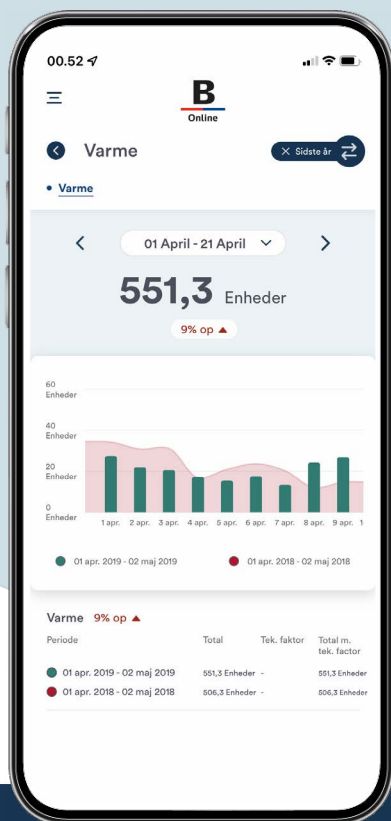 00.52
B
Online
Varme
Sidste år
Varme
01 April - 21 April
551,3 Enheder
9% op
60
Enheder
40
Enheder
20
Enheder
0
Enheder
1 apr. 2 apr. 3 apr. 4 apr. 5 apr. 6 apr. 7 apr. 8 apr. 9 apr. 1
01 apr. 2019 - 02 maj 2019 01 apr. 2018 - 02 maj 2018
Varme 9% op
Periode Total Tek. faktor Total m.
tek. factor
01 apr. 2019 - 02 maj 2019 551,3 Enheder - 551,3 Enheder
01 apr. 2018 - 02 maj 2018 506,3 Enheder - 506,3 Enheder